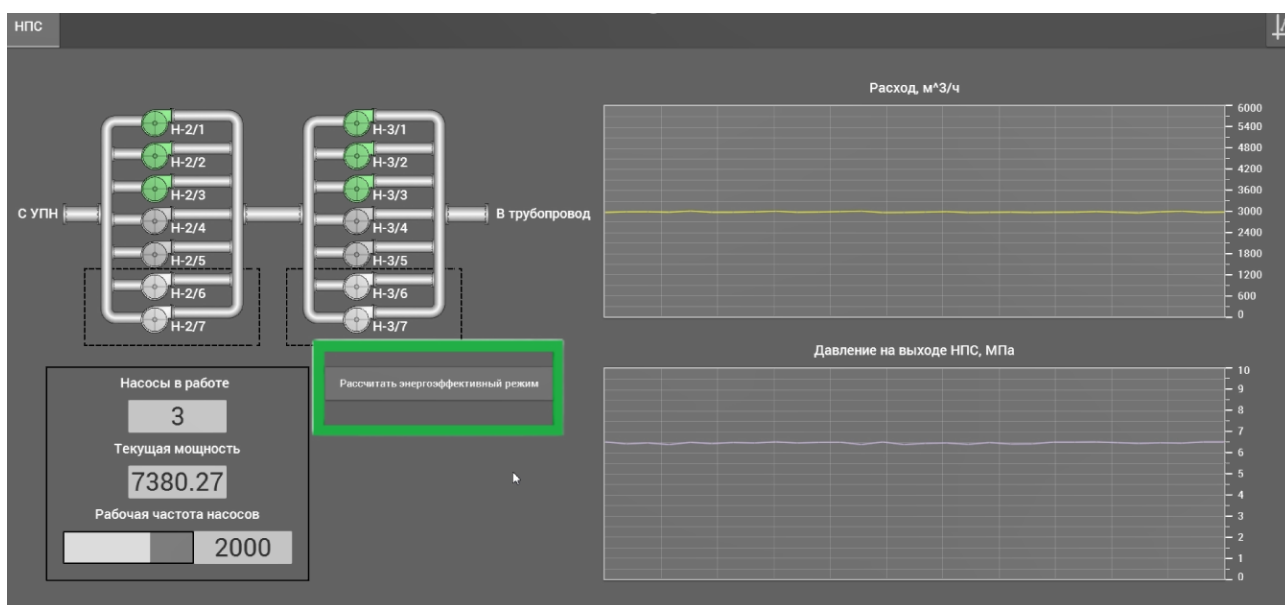 НПС
Н-2/1
Н-2/2
Н-2/3
Н-2/4
Н-2/5
Н-2/6
Н-2/7
С УПН
Н-3/1
Н-3/2
Н-3/3
Н-3/4
Н-3/5
Н-3/6
Н-3/7
В трубопровод
Насосы в работе
3
Текущая мощность
7380.27
Рабочая частота насосов
2000
Рассчитать энергоэффективный режим
Расход, м^3/ч
6000
5400
4800
4200
3600
3000
2400
1800
1200
600
0
Давление на выходе НПС, МПа
10
9
8
7
6
5
4
3
2
1
0